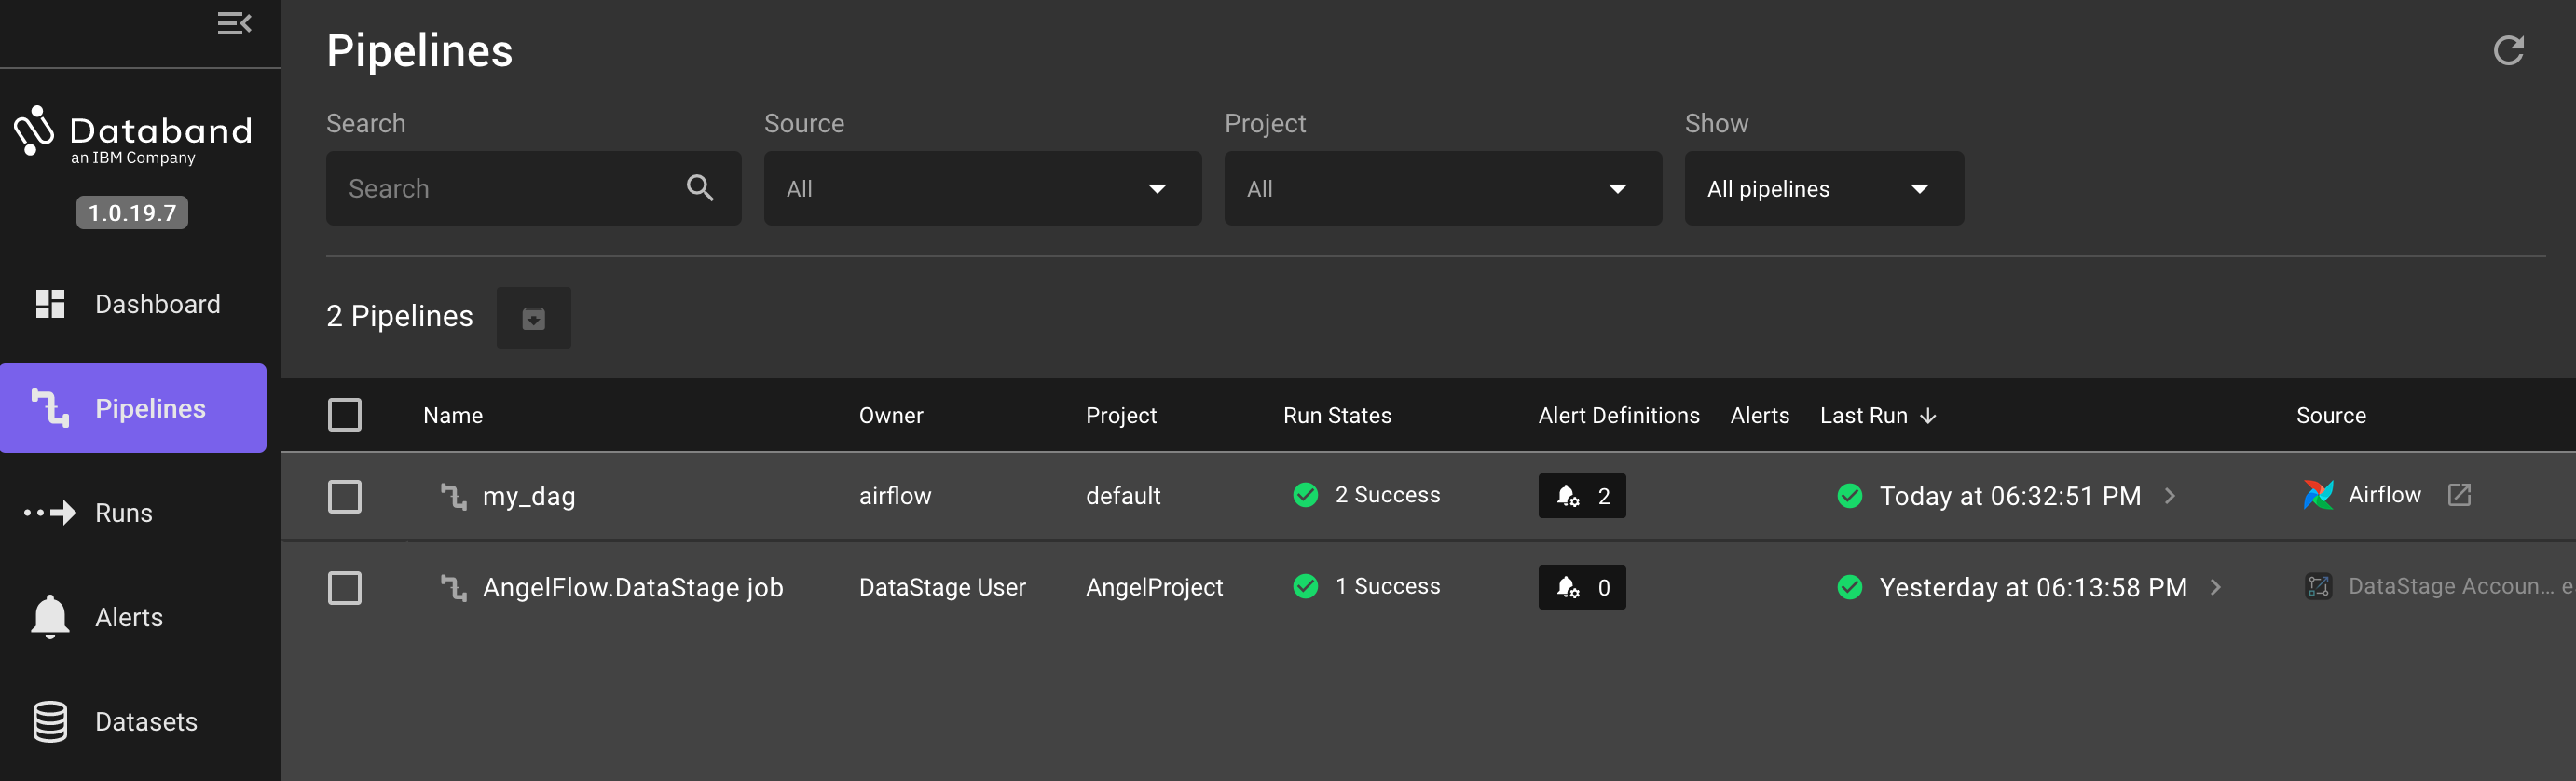 Databand
an IBM Company
1.0.19.7
Dashboard
Pipelines
Runs
Alerts
Datasets
Pipelines
Search Source Project Show
Search All All All pipelines
2 Pipelines
Name Owner Project Run States Alert Definitions Alerts Last Run Source
my_dag airflow default 2 Success 2 Today at 06:32:51 PM Airflow
AngelFlow.DataStage job DataStage User AngelProject 1 Success 0 Yesterday at 06:13:58 PM DataStage Accoun... e